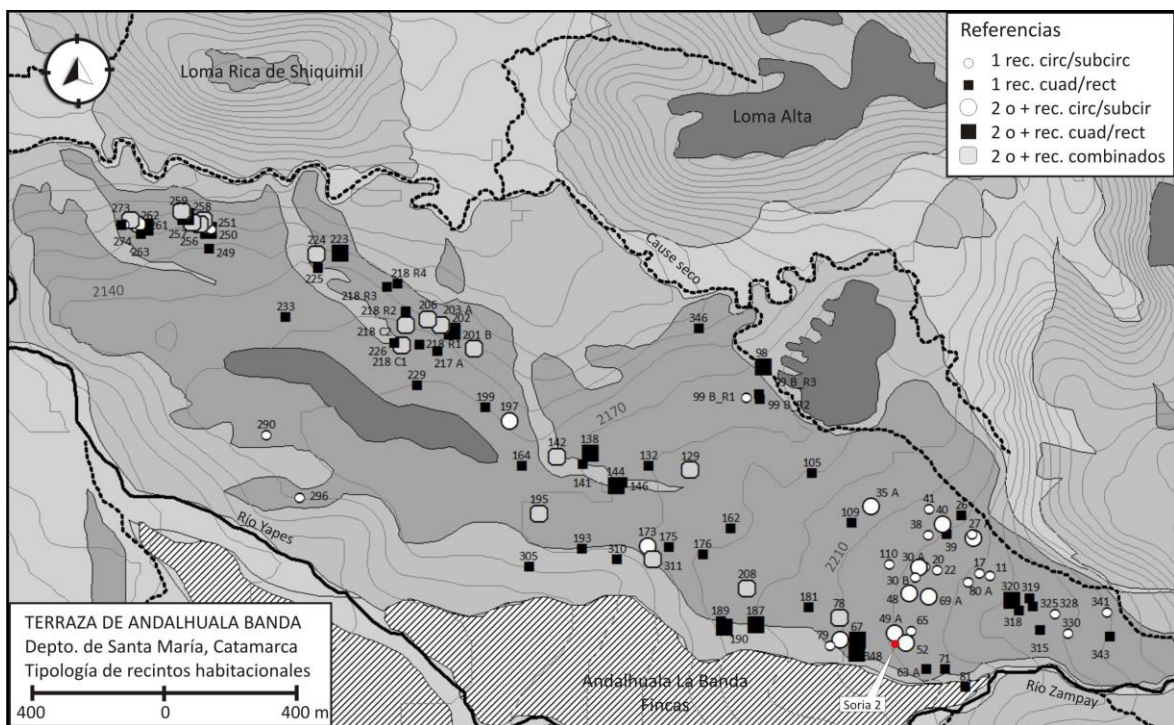 Referencias
1 rec. circ/subcirc
1 rec. cuad/rect
2 o + rec. circ/subcir
2 o + rec. cuad/rect
2 o + rec. combinados
Loma Rica de Shiquimil
Loma Alta
Cause seco
273
262
261
274
263
259
258
257
256
251
250
249
224
223
225
2140
233
218 R4
218 R3
218 R2
206
203 A
202
201 B
218 C2
218 R1
226
217 A
218 C1
229
346
98
99 B_R3
99 B_R1
99 B_R2
199
197
2170
290
142
138
164
141
144
146
132
129
105
296
195
35 A
41
40
26
109
38
39
27
162
173
175
176
193
310
311
305
2210
110
30 A
20
22
30 B
17
11
80 A
48
69 A
208
181
78
320
319
318
325
328
341
330
315
343
189
187
190
79
67
348
49 A
65
52
63 A
71
81
Soria 2
Río Yapes
Río Zampay
Andalhuala La Banda
Fincas
TERRAZA DE ANDALHUALA BANDA
Depto. de Santa María, Catamarca
Tipología de recintos habitacionales
400 0 400 m